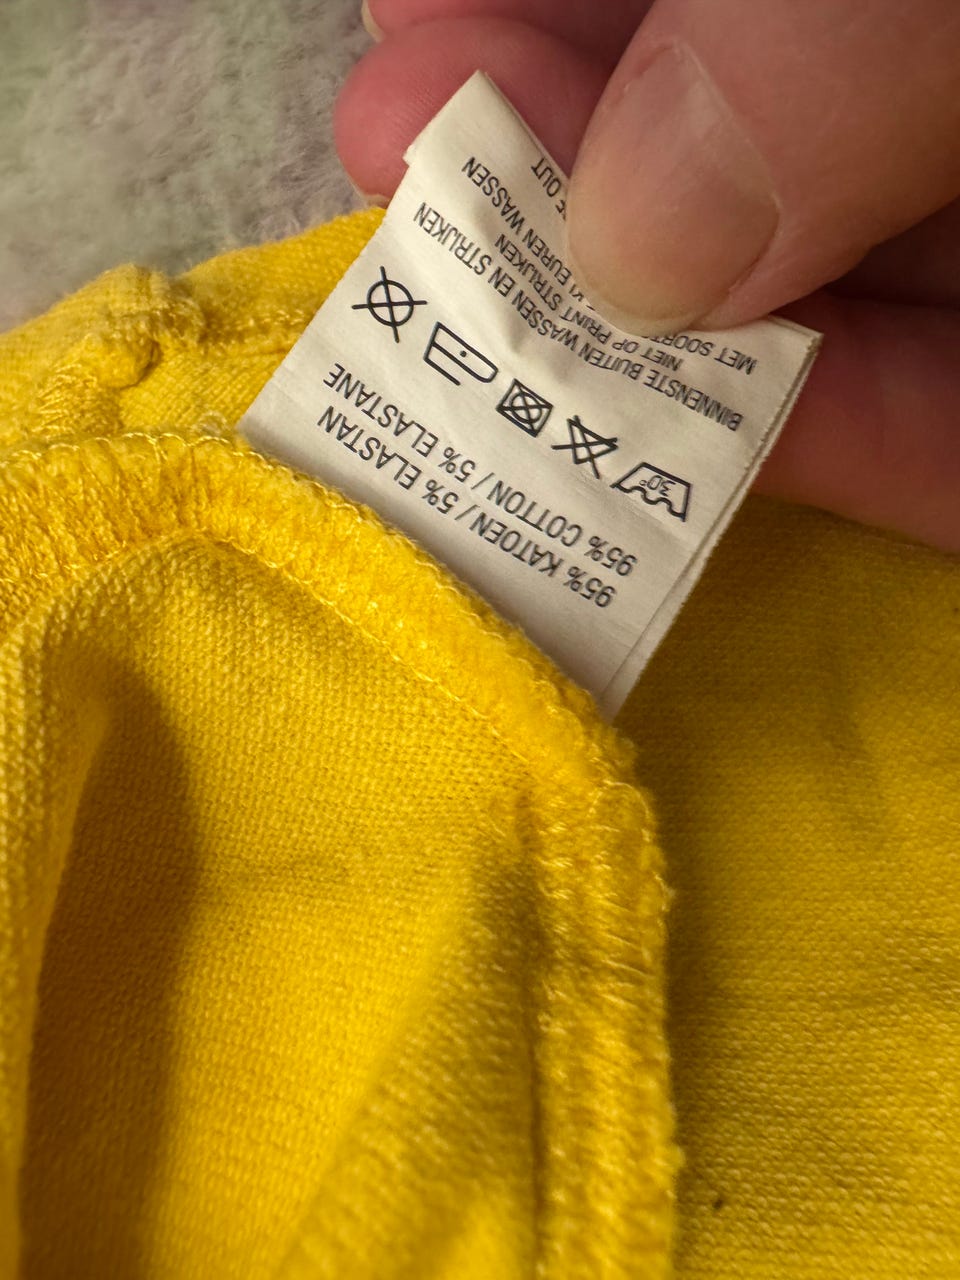 95% KATOEN / 5% ELASTAN
95% COTTON / 5% ELASTANE
30°
BINNENSTE BUITEN WASSEN EN STRIJKEN
NIET OP PRINT STRIJKEN
MET EUREN WASSEN
OUT